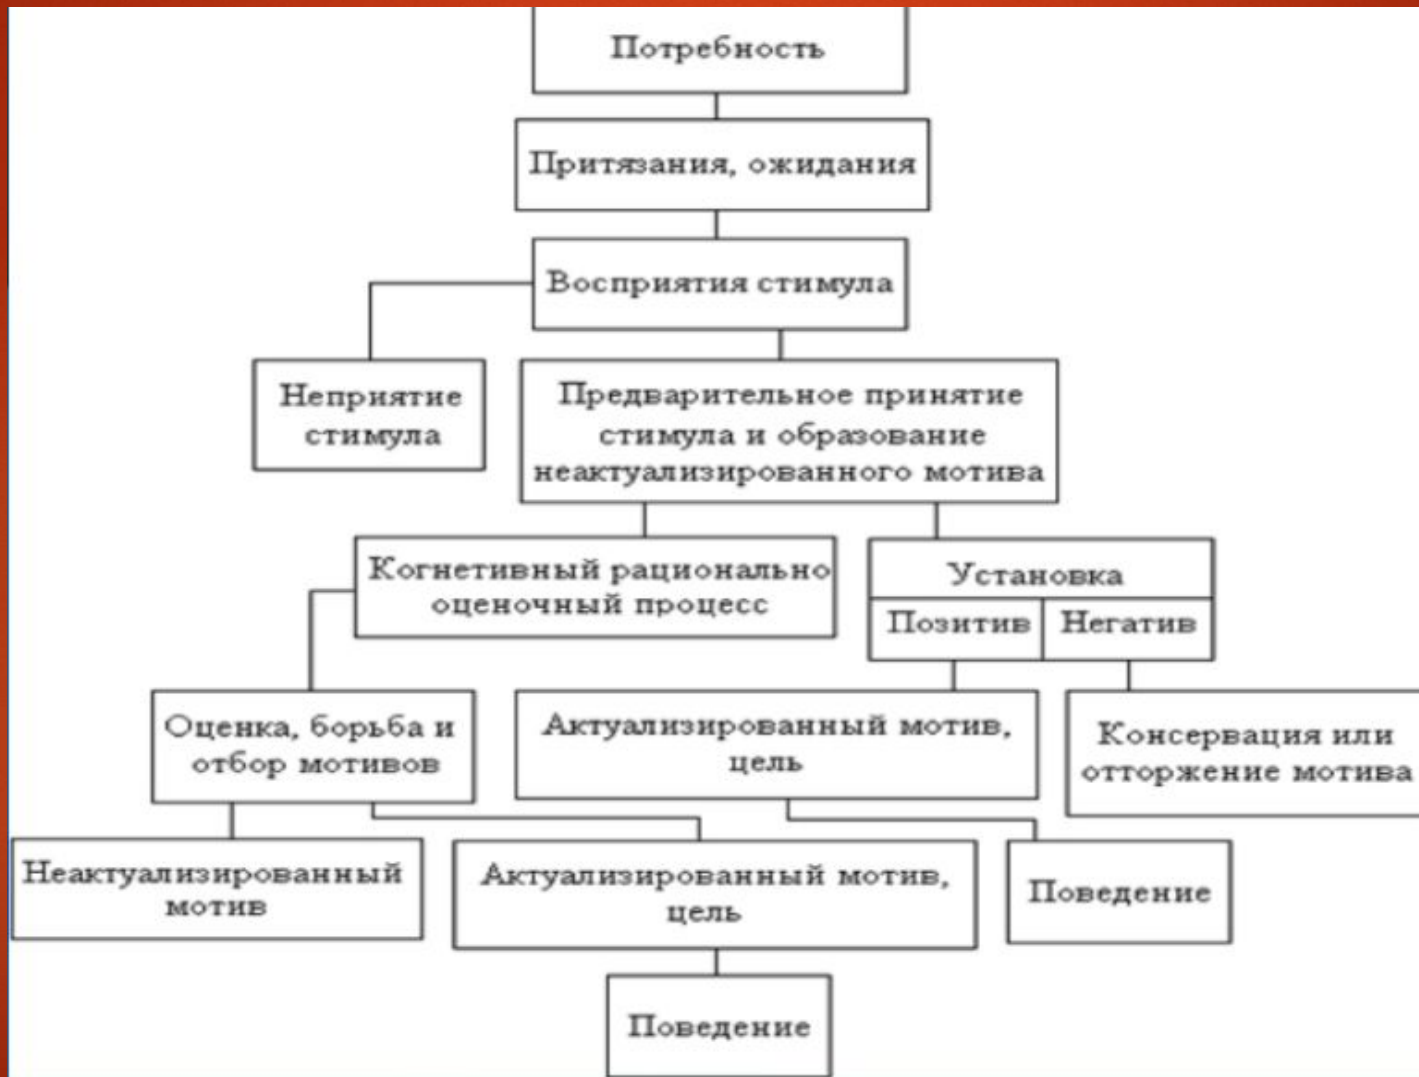 Потребность
Притязания, ожидания
Восприятия стимула
Неприятие
стимула
Предварительное принятие
стимула и образование
неактуализированного мотива
Когнетивный рационально
оценочный процесс
Установка
Позитив Негатив
Оценка, борьба и
отбор мотивов
Актуализированный мотив,
цель
Консервация или
отторжение мотива
Неактуализированный
мотив
Актуализированный мотив,
цель
Поведение
Поведение